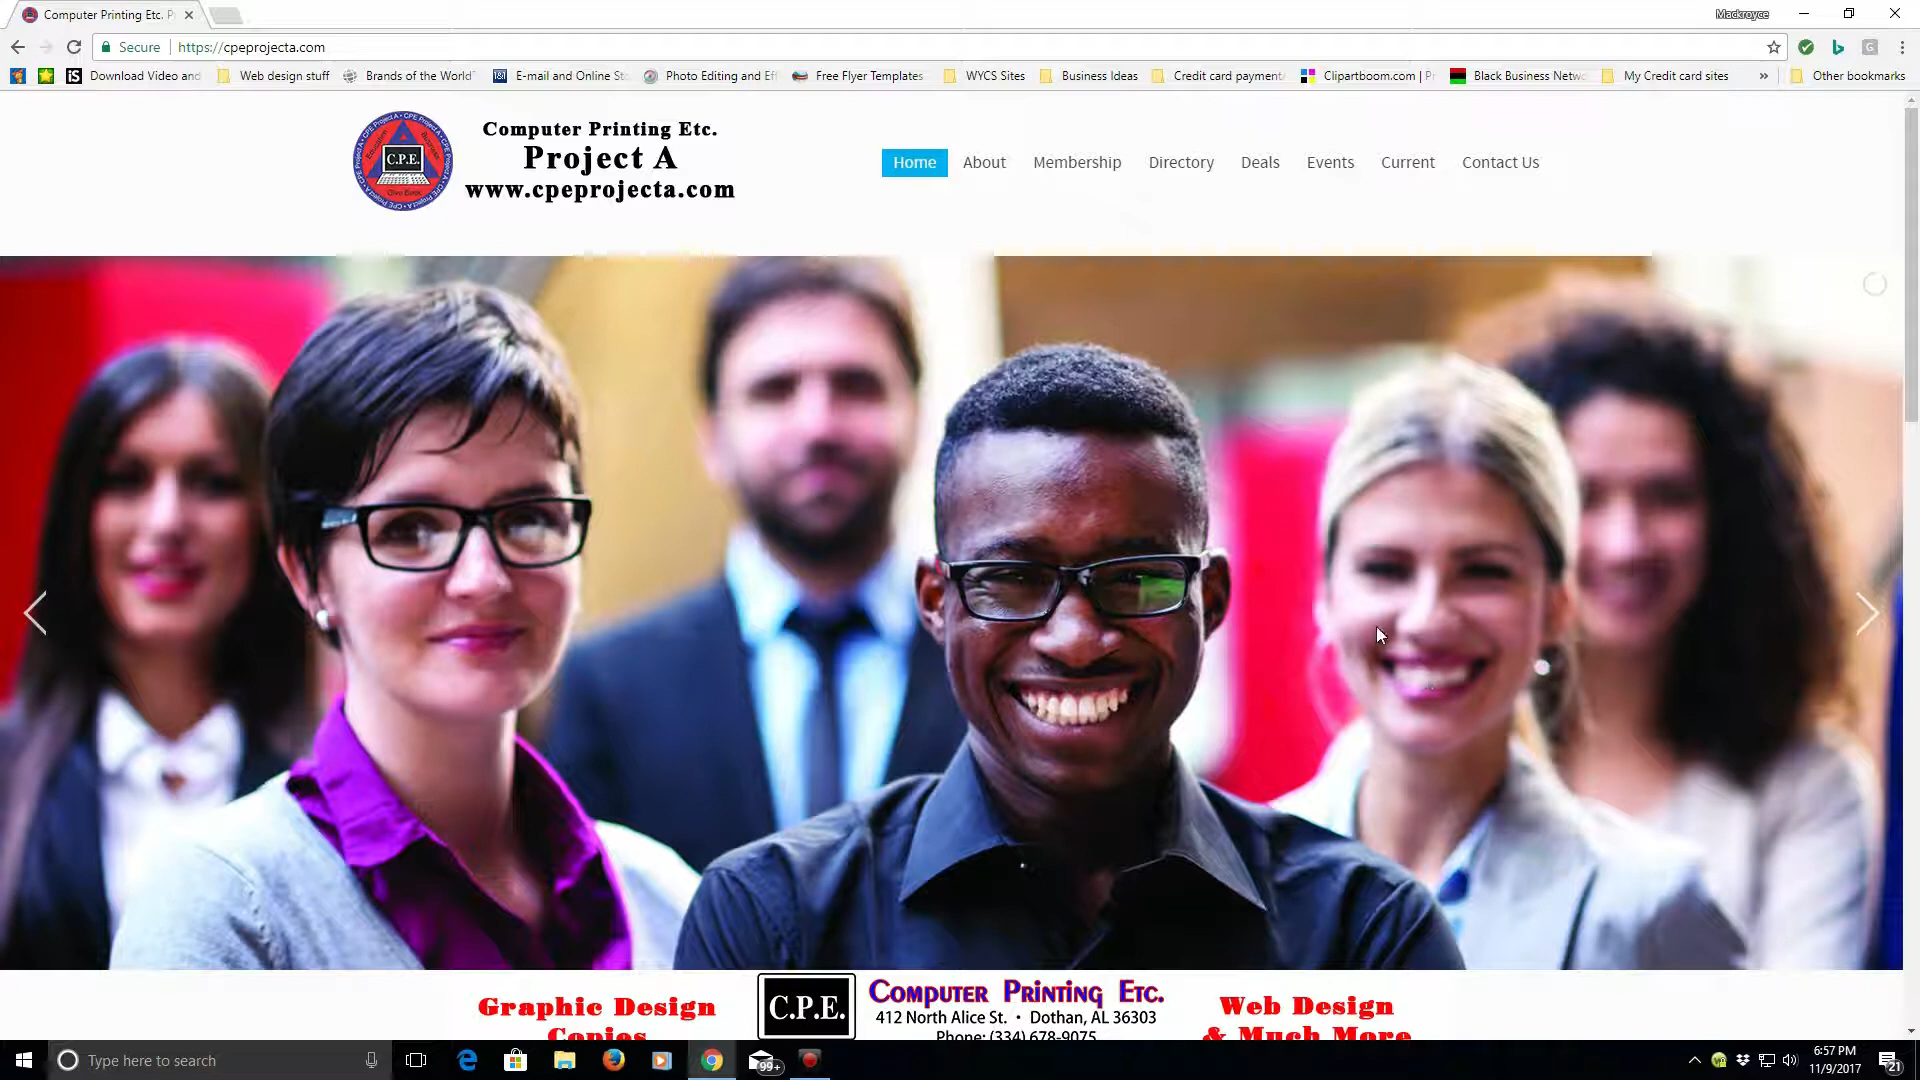 Computer Printing Etc. P
Mackroyce
Secure
https://cpeprojecta.com
Download Video and
Web design stuff
Brands of the World
E-mail and Online St
Photo Editing and Ef
Free Flyer Templates
WYCS Sites
Business Ideas
Credit card payment
Clipartboom.com | Pr
Black Business Netwo
My Credit card sites
»
Other bookmarks
C.P.E.
Computer Printing Etc.
Project A
www.cpeprojecta.com
Home
About
Membership
Directory
Deals
Events
Current
Contact Us
Graphic Design
Copies
C.P.E.
Computer Printing Etc.
412 North Alice St. • Dothan, AL 36303
Phone: (334) 678-9075
Web Design
& Much More
Type here to search
99+
6:57 PM
11/9/2017
21